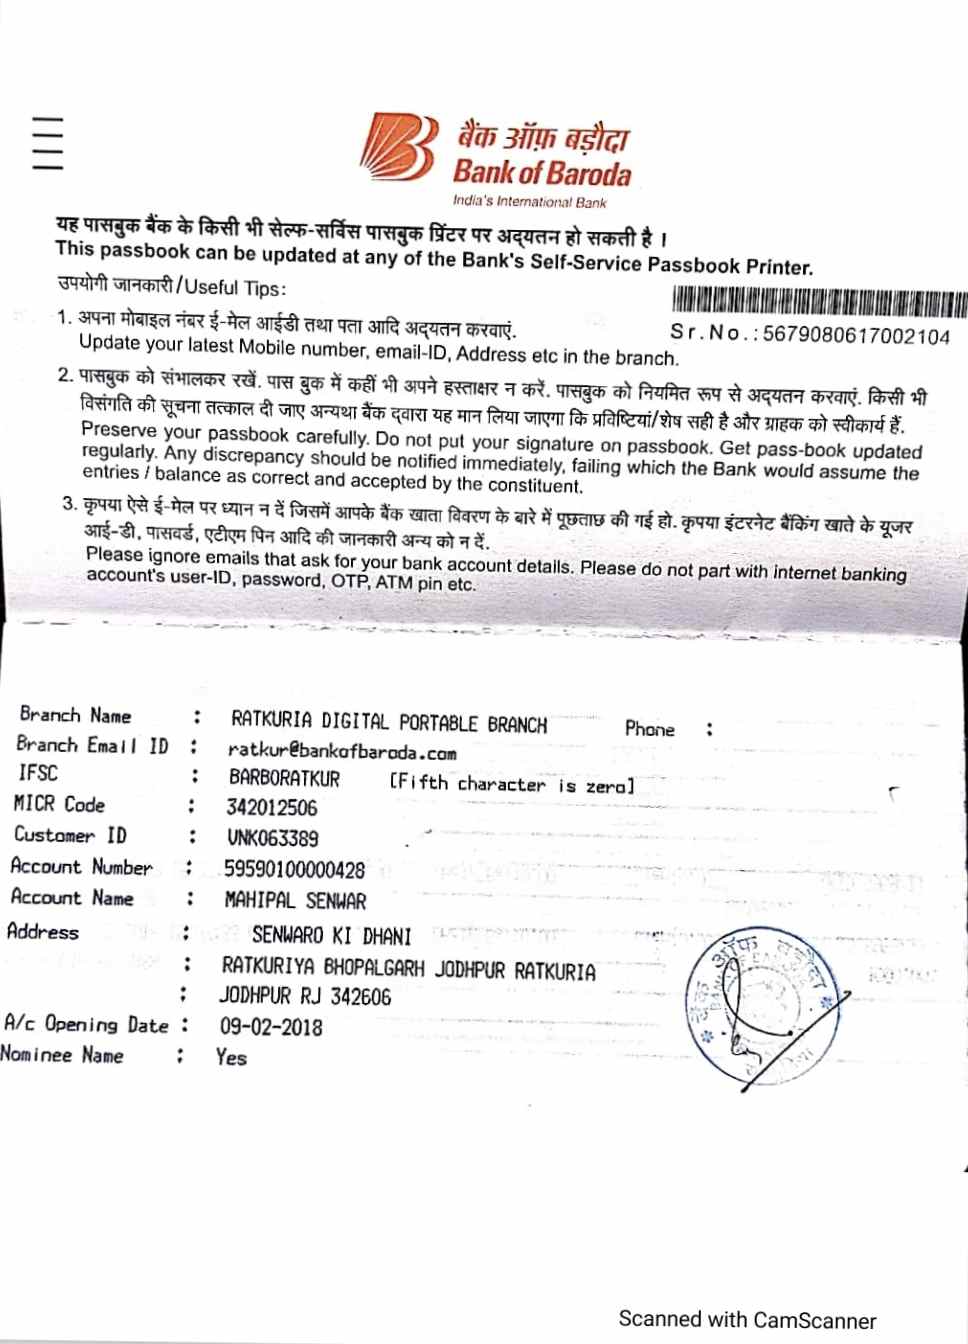 बैंक ऑफ़ बड़ौदा
Bank of Baroda
India's International Bank
यह पासबुक बैंक के किसी भी सेल्फ-सर्विस पासबुक प्रिंटर पर अद्यतन हो सकती है ।
This passbook can be updated at any of the Bank's Self-Service Passbook Printer.
उपयोगी जानकारी/Useful Tips:
Sr.No.:5679080617002104
1. अपना मोबाइल नंबर ई-मेल आईडी तथा पता आदि अद्यतन करवाएं.
Update your latest Mobile number, email-ID, Address etc in the branch.
2. पासबुक को संभालकर रखें. पास बुक में कहीं भी अपने हस्ताक्षर न करें. पासबुक को नियमित रूप से अद्यतन करवाएं. किसी भी
विसंगति की सूचना तत्काल दी जाए अन्यथा बैंक द्वारा यह मान लिया जाएगा कि प्रविष्टियां/शेष सही है और ग्राहक को स्वीकार्य हैं.
Preserve your passbook carefully. Do not put your signature on passbook. Get pass-book updated
regularly. Any discrepancy should be notified immediately, failing which the Bank would assume the
entries / balance as correct and accepted by the constituent.
3. कृपया ऐसे ई-मेल पर ध्यान न दें जिसमें आपके बैंक खाता विवरण के बारे में पूछताछ की गई हो. कृपया इंटरनेट बैंकिंग खाते के यूजर
आई-डी, पासवर्ड, एटीएम पिन आदि की जानकारी अन्य को न दें.
Please ignore emails that ask for your bank account details. Please do not part with internet banking
account's user-ID, password, OTP, ATM pin etc.
Branch Name : RATKURIA DIGITAL PORTABLE BRANCH Phone :
Branch Email ID : ratkur@bankofbaroda.com
IFSC : BARB0RATKUR [Fifth character is zero]
MICR Code : 342012506
Customer ID : UNK063389
Account Number : 59590100000428
Account Name : MAHIPAL SENWAR
Address : SENWARO KI DHANI
: RATKURIYA BHOPALGARH JODHPUR RATKURIA
: JODHPUR RJ 342606
A/c Opening Date : 09-02-2018
Nominee Name : Yes
बैंक ऑफ बड़ौदा
Scanned with CamScanner